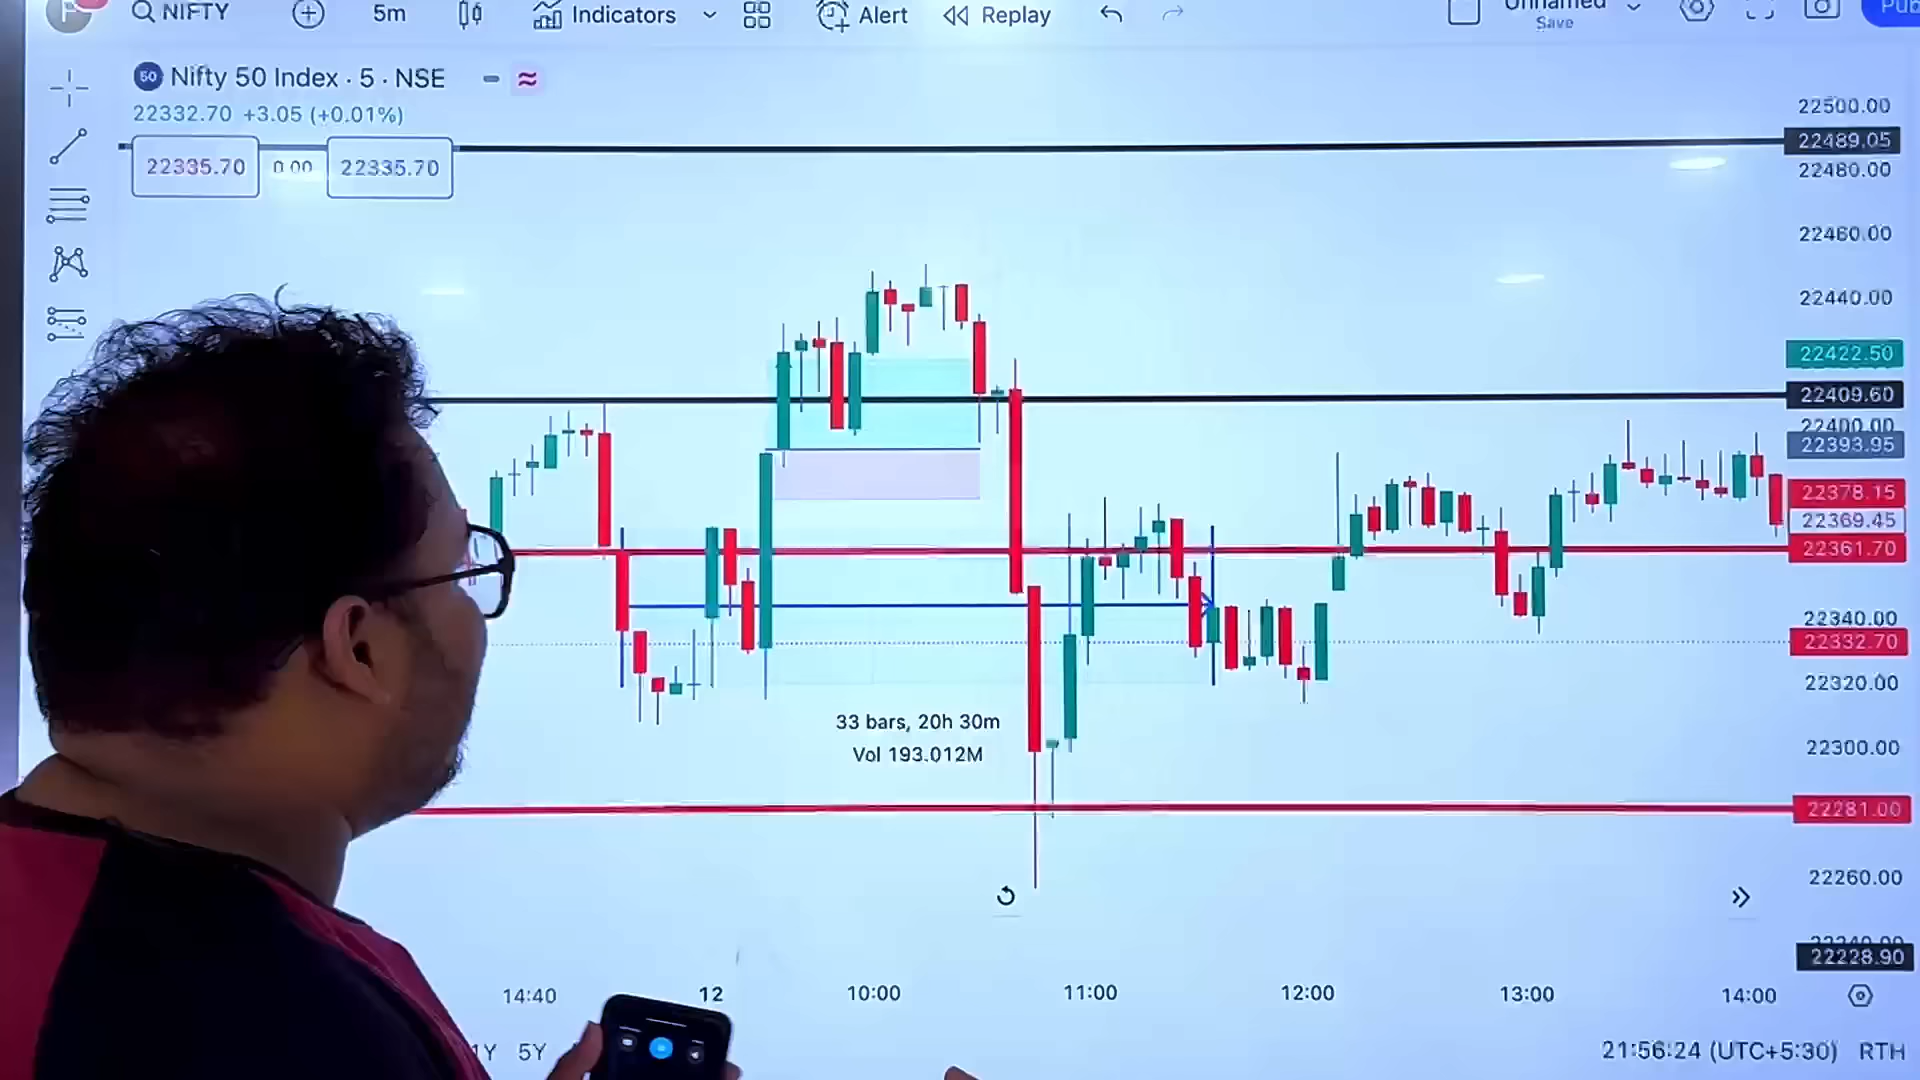 NIFTY
5m
Indicators
Alert
Replay
Save
50 Nifty 50 Index · 5 · NSE
22332.70 +3.05 (+0.01%)
22335.70
0.00
22335.70
22500.00
22489.05
22480.00
22460.00
22440.00
22422.50
22409.60
22400.00
22393.95
22378.15
22369.45
22361.70
22340.00
22332.70
22320.00
22300.00
22281.00
22260.00
22228.90
33 bars, 20h 30m
Vol 193.012M
14:40
12
10:00
11:00
12:00
13:00
14:00
1Y
5Y
21:56:24 (UTC+5:30)
RTH